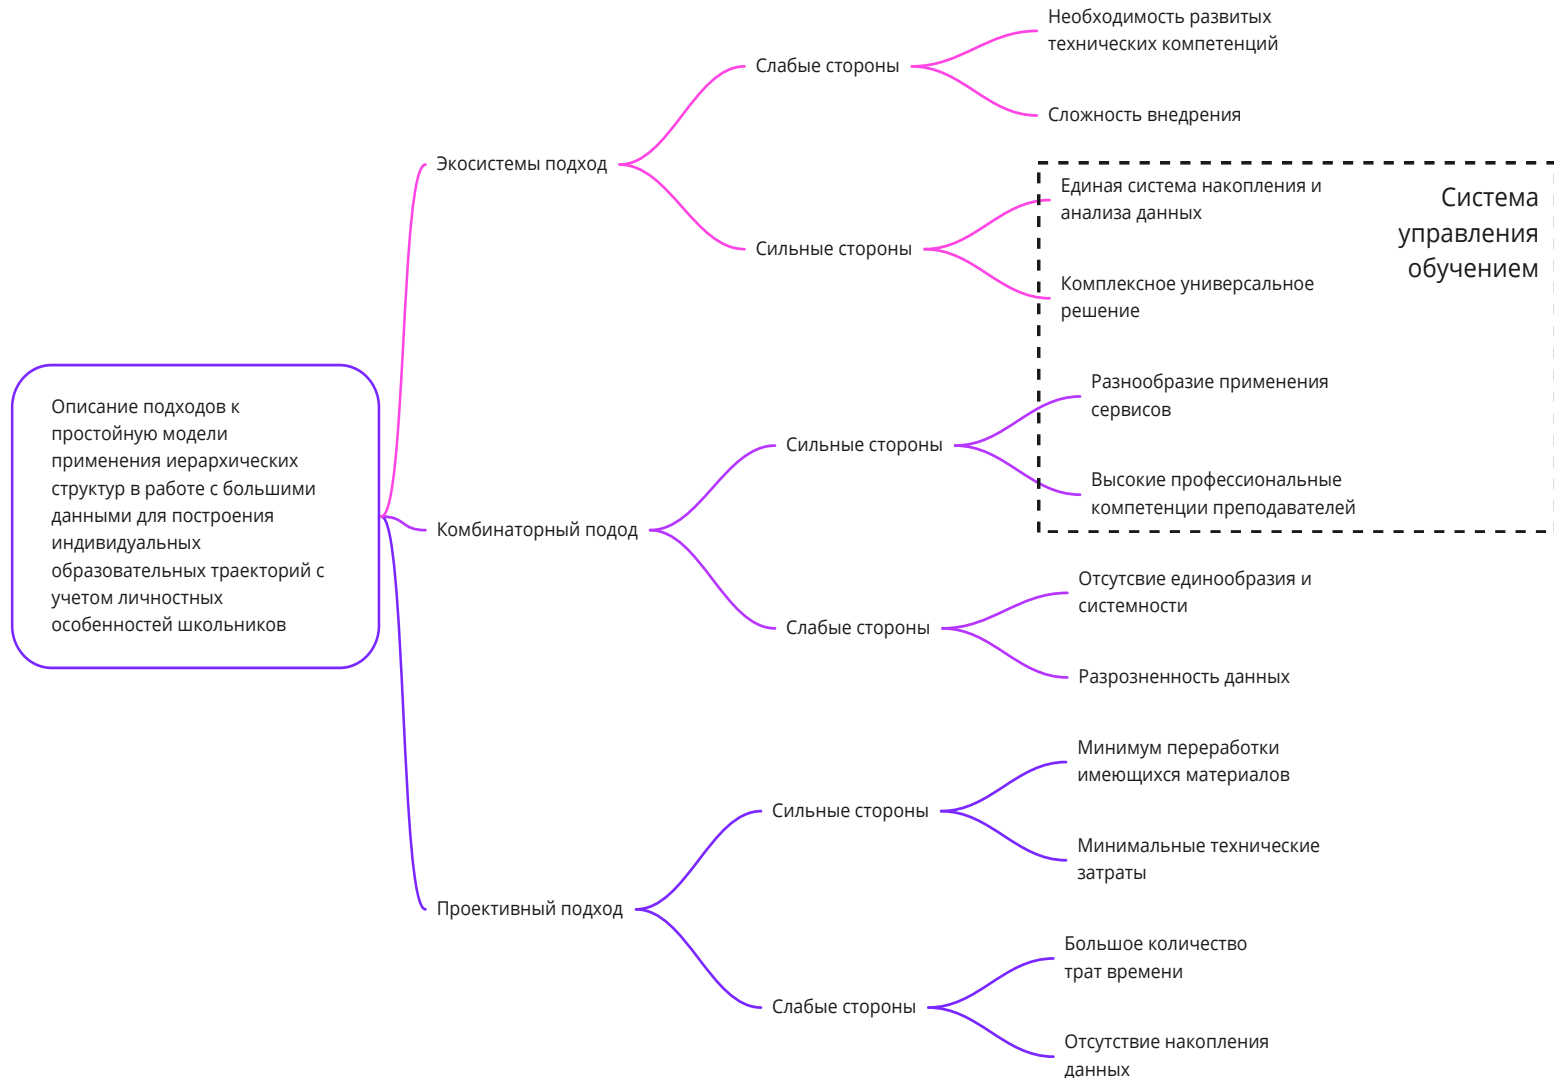 Описание подходов к
простойную модели
применения иерархических
структур в работе с большими
данными для построения
индивидуальных
образовательных траекторий с
учетом личностных
особенностей школьников
Экосистемы подход
Слабые стороны
Необходимость развитых
технических компетенций
Сложность внедрения
Сильные стороны
Единая система накопления и
анализа данных
Комплексное универсальное
решение
Система
управления
обучением
Комбинаторный подод
Сильные стороны
Разнообразие применения
сервисов
Высокие профессиональные
компетенции преподавателей
Слабые стороны
Отсутсвие единообразия и
системности
Разрозненность данных
Проективный подход
Сильные стороны
Минимум переработки
имеющихся материалов
Минимальные технические
затраты
Слабые стороны
Большое количество
трат времени
Отсутствие накопления
данных